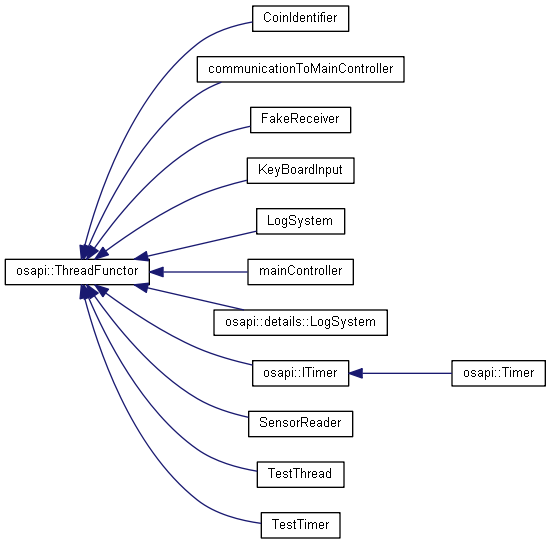 CoinIdentifier
communicationToMainController
FakeReceiver
KeyBoardInput
LogSystem
osapi::ThreadFunctor
mainController
osapi::details::LogSystem
osapi::ITimer
osapi::Timer
SensorReader
TestThread
TestTimer